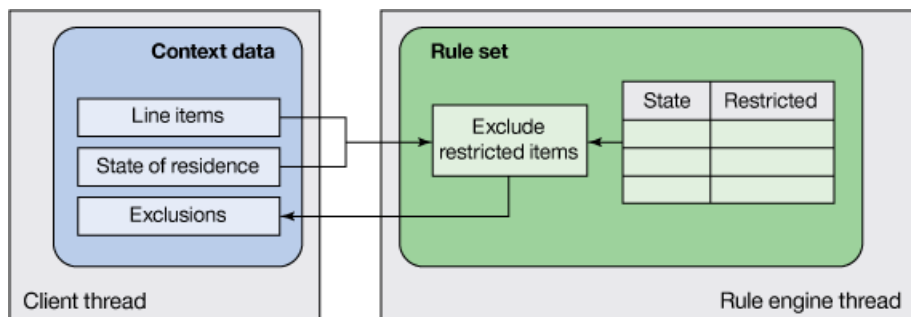 Context data
Line items
State of residence
Exclusions
Client thread
Rule set
Exclude
restricted items
State Restricted
Rule engine thread